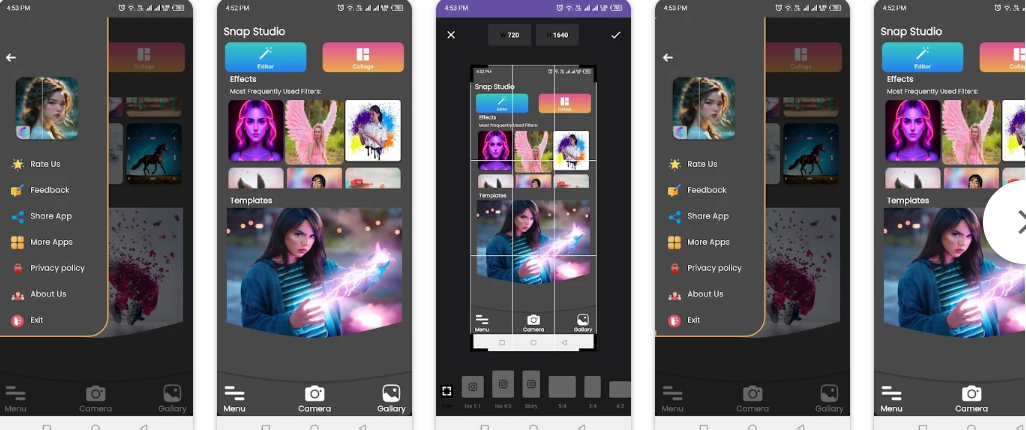 4:53 PM
Collage
Rate Us
Feedback
Share App
More Apps
Privacy policy
About Us
Exit
Menu
Camera
Gallary
4:52 PM
Snap Studio
Editor
Collage
Effects
Most Frequently Used Filters:
Templates
Menu
Camera
Gallary
4:53 PM
720
1640
4:52 PM
Snap Studio
Editor
Collage
Effects
Most Frequently Used Filters:
Templates
Menu
Camera
Gallary
Ins 1:1
Ins 4:5
Story
5:4
3:4
4:3
4:53 PM
Collage
Rate Us
Feedback
Share App
More Apps
Privacy policy
About Us
Exit
Menu
Camera
Gallary
4:52 PM
Snap Studio
Editor
Effects
Most Frequently Used Filters:
Templates
Menu
Camera